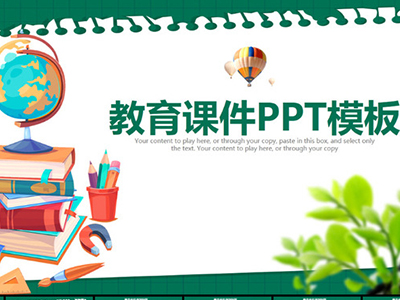 教育课件PPT模板
Your content to play here, or through your copy, paste in this box, and select only
the text. Your content to play here, or through your copy